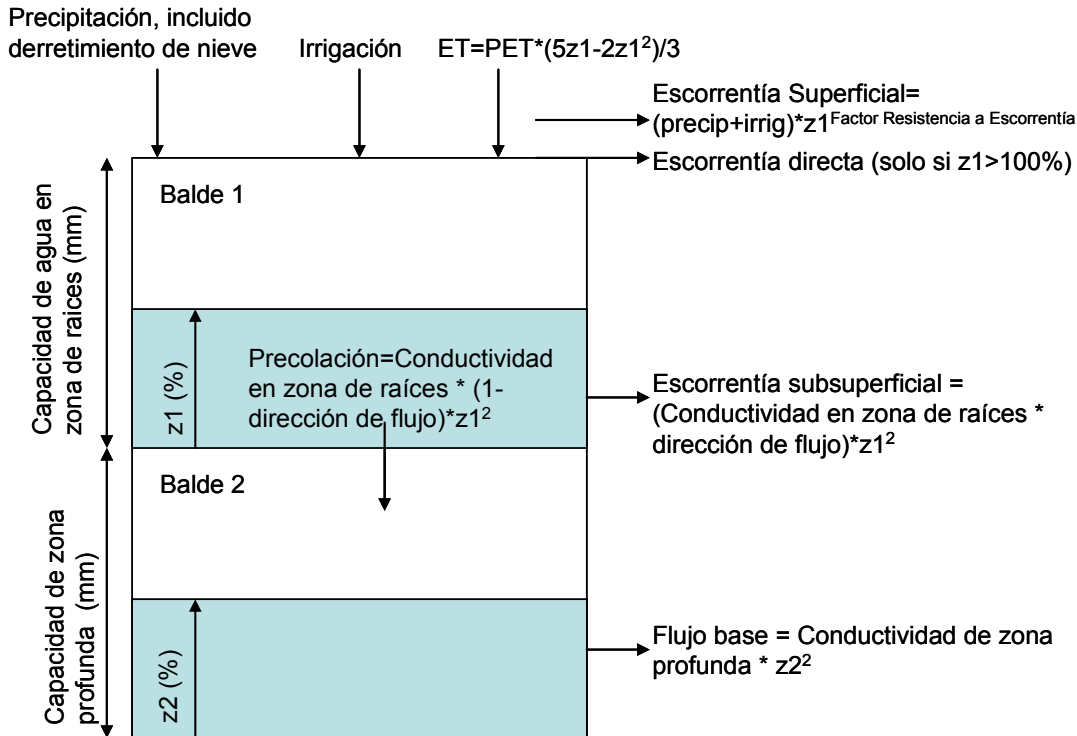 Precipitación, incluido
derretimiento de nieve
Irrigación
ET=PET*(5z1-2z1²)/3
Escorrentía Superficial=
(precip+irrig)*z1^Factor Resistencia a Escorrentía
Escorrentía directa (solo si z1>100%)
Capacidad de agua en
zona de raices (mm)
Balde 1
z1 (%)
Precolación=Conductividad
en zona de raíces * (1-
dirección de flujo)*z1²
Escorrentía subsuperficial =
(Conductividad en zona de raíces *
dirección de flujo)*z1²
Capacidad de zona
profunda (mm)
Balde 2
z2 (%)
Flujo base = Conductividad de zona
profunda * z2²